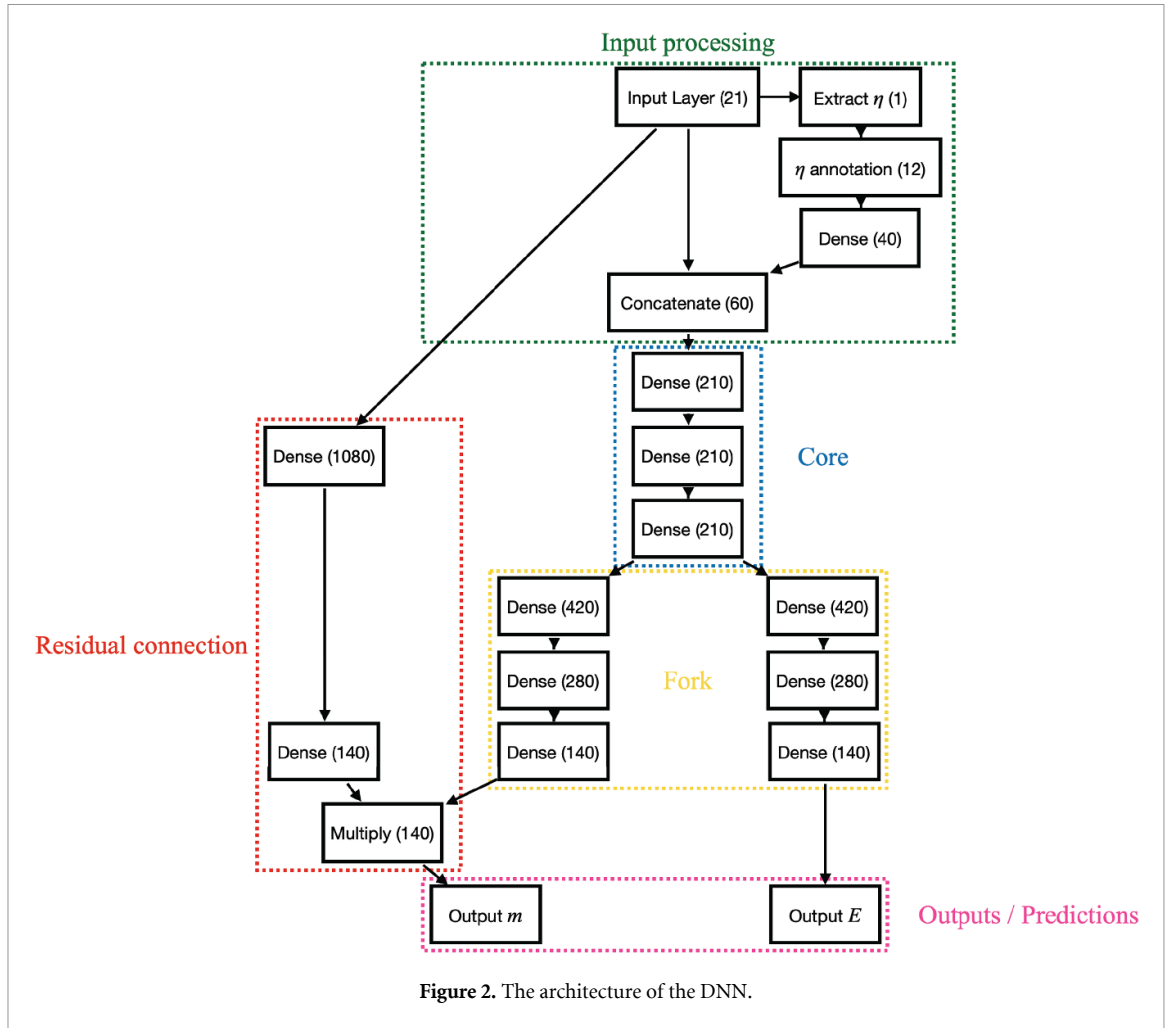 Input processing
Input Layer (21)
Extract η (1)
η annotation (12)
Dense (40)
Concatenate (60)
Dense (210)
Dense (1080)
Dense (210)
Core
Dense (210)
Dense (420)
Dense (420)
Residual connection
Dense (280)
Fork
Dense (280)
Dense (140)
Dense (140)
Dense (140)
Multiply (140)
Output m
Output E
Outputs / Predictions
Figure 2. The architecture of the DNN.